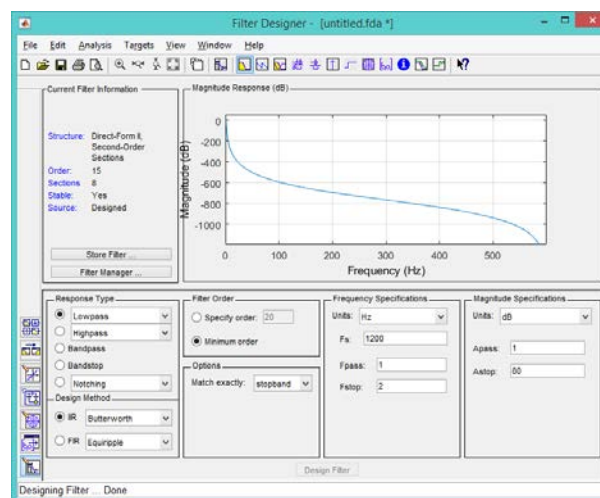 Filter Designer - [untitled.fda *]
File Edit Analysis Targets View Window Help
Current Filter Information
Structure: Direct-Form II,
Second-Order
Sections
Order: 15
Sections 8
Stable: Yes
Source: Designed
Store Filter ...
Filter Manager ...
Magnitude Response (dB)
Magnitude (dB)
0
-200
-400
-600
-800
-1000
0 100 200 300 400 500
Frequency (Hz)
Response Type
Lowpass
Highpass
Bandpass
Bandstop
Notching
Design Method
IIR Butterworth
FIR Equiripple
Filter Order
Specify order: 20
Minimum order
Options
Match exactly: stopband
Frequency Specifications
Units: Hz
Fs: 1200
Fpass: 1
Fstop: 2
Magnitude Specifications
Units: dB
Apass: 1
Astop: 80
Design Filter
Designing Filter ... Done